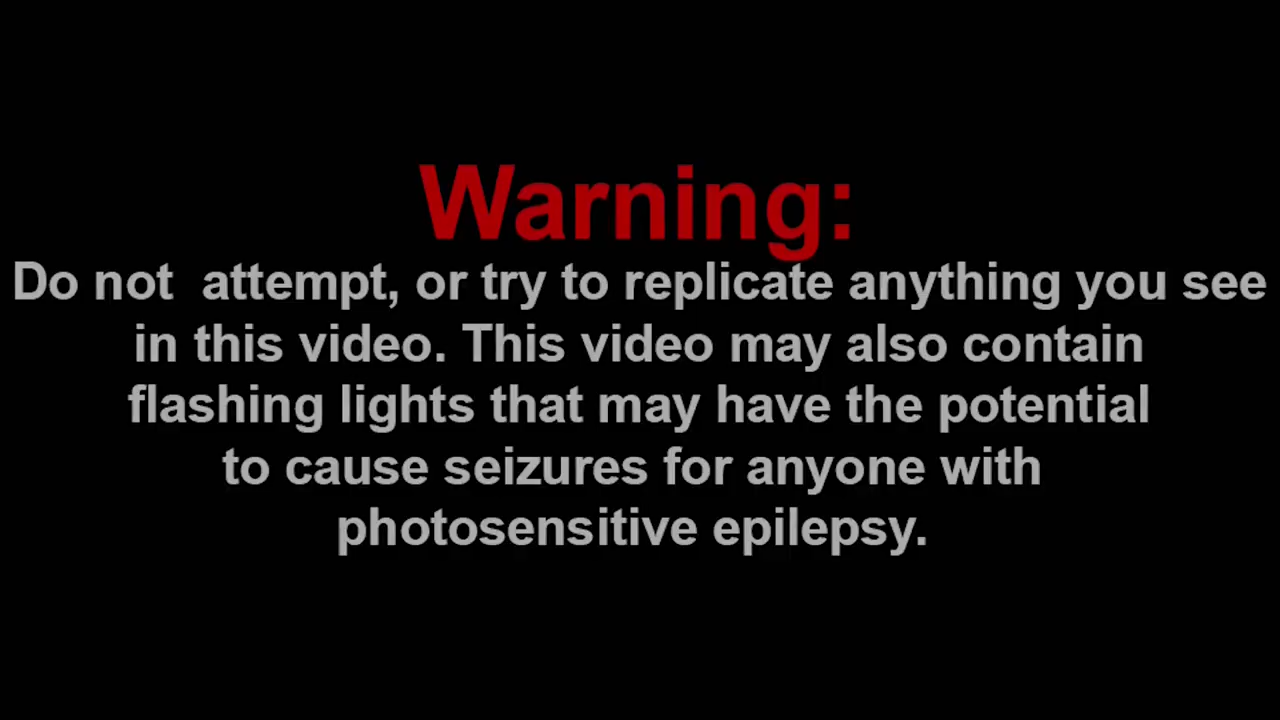 Warning:
Do not  attempt, or try to replicate anything you see
in this video. This video may also contain
flashing lights that may have the potential
to cause seizures for anyone with
photosensitive epilepsy.